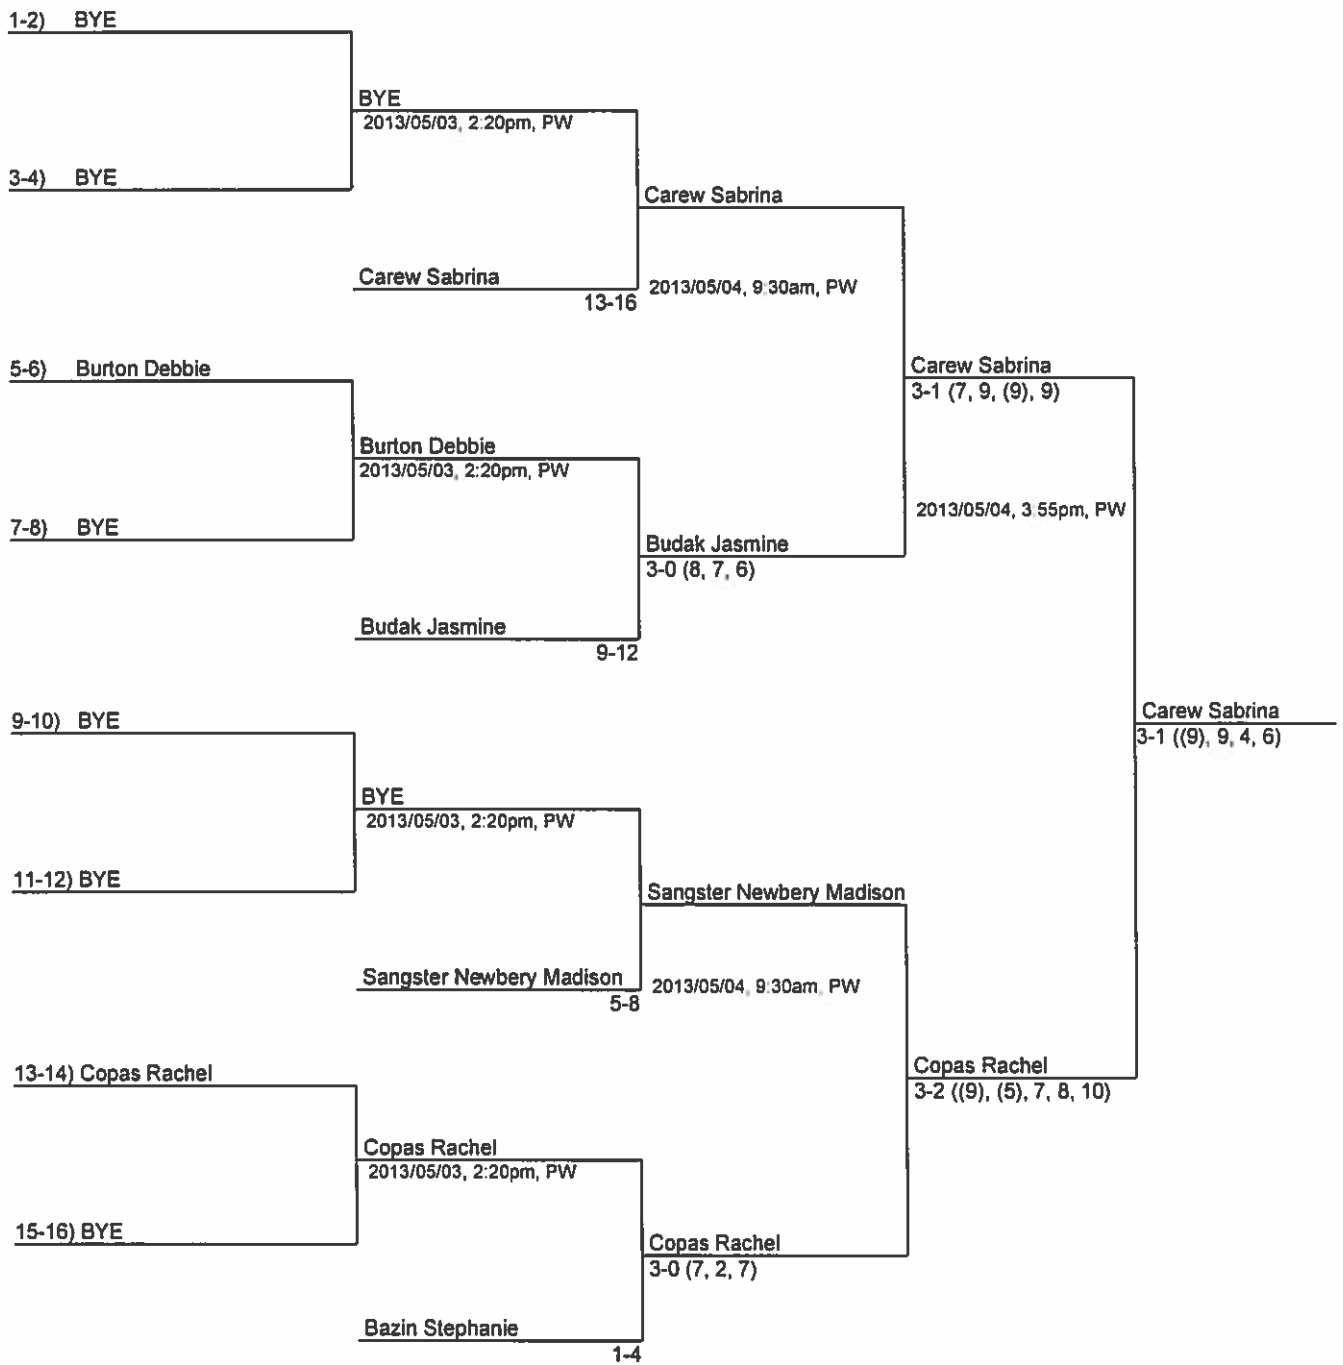 1-2) BYE
BYE
2013/05/03, 2:20pm, PW
3-4) BYE
Carew Sabrina
Carew Sabrina
13-16
2013/05/04, 9:30am, PW
5-6) Burton Debbie
Carew Sabrina
3-1 (7, 9, (9), 9)
Burton Debbie
2013/05/03, 2:20pm, PW
2013/05/04, 3:55pm, PW
7-8) BYE
Budak Jasmine
3-0 (8, 7, 6)
Budak Jasmine
9-12
9-10) BYE
Carew Sabrina
3-1 ((9), 9, 4, 6)
BYE
2013/05/03, 2:20pm, PW
11-12) BYE
Sangster Newbery Madison
Sangster Newbery Madison
5-8
2013/05/04, 9:30am, PW
13-14) Copas Rachel
Copas Rachel
3-2 ((9), (5), 7, 8, 10)
Copas Rachel
2013/05/03, 2:20pm, PW
15-16) BYE
Copas Rachel
3-0 (7, 2, 7)
Bazin Stephanie
1-4